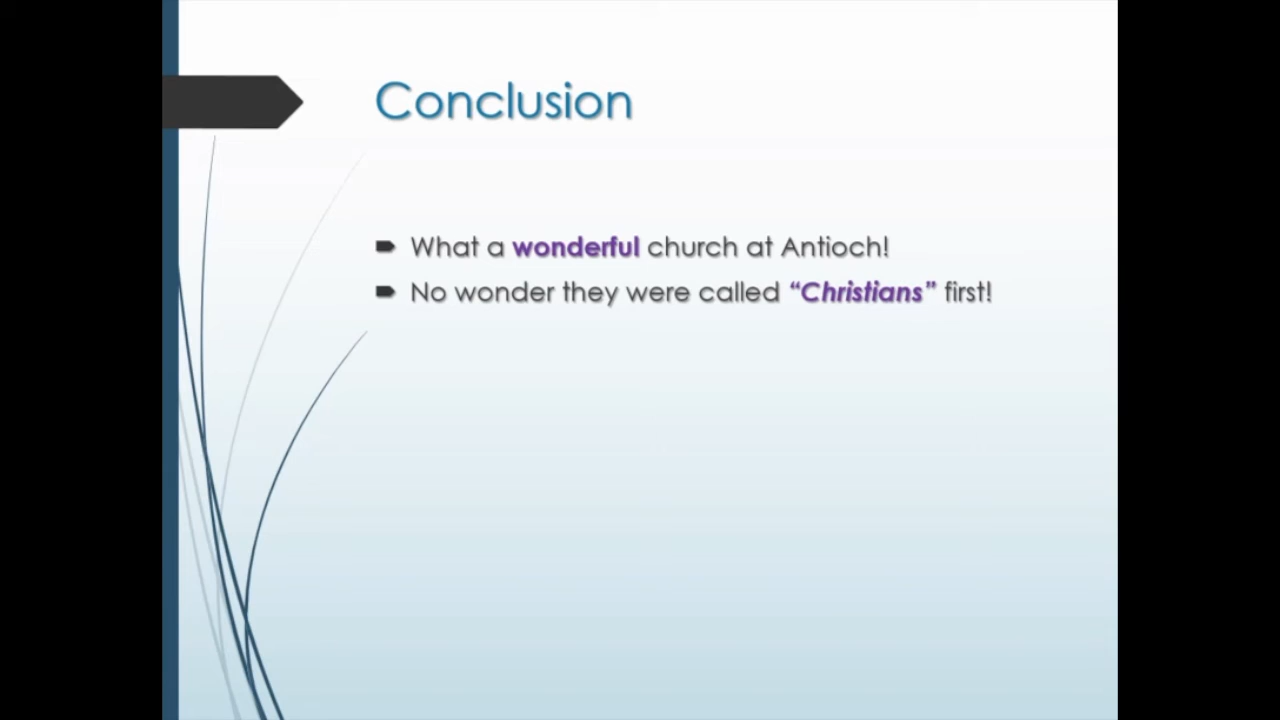 Conclusion
What a wonderful church at Antioch!
No wonder they were called “Christians” first!